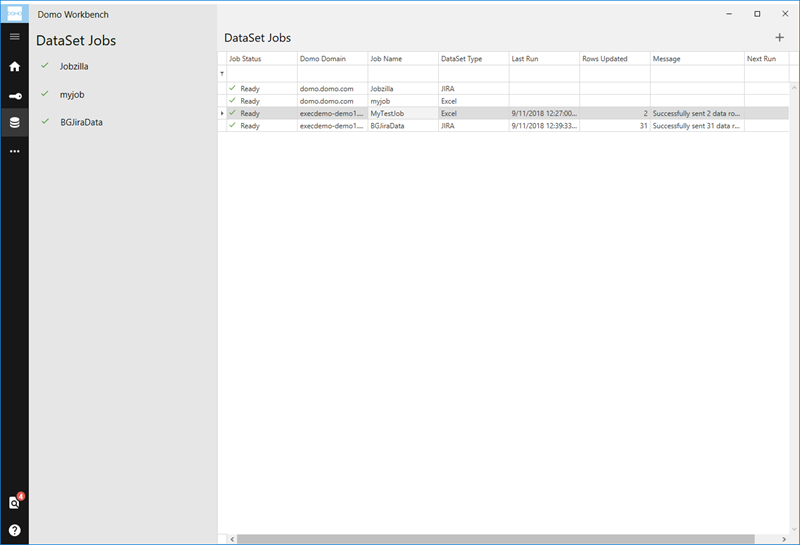 DOMO
Domo Workbench
DataSet Jobs
Jobzilla
myjob
BGJiraData
4
DataSet Jobs
Job Status Domo Domain Job Name DataSet Type Last Run Rows Updated Message Next Run
Ready domo.domo.com Jobzilla JIRA
Ready domo.domo.com myjob Excel
Ready execdemo-demo1.... MyTestJob Excel 9/11/2018 12:27:00... 2 Successfully sent 2 data ro...
Ready execdemo-demo1.... BGJiraData JIRA 9/11/2018 12:39:33... 31 Successfully sent 31 data r...